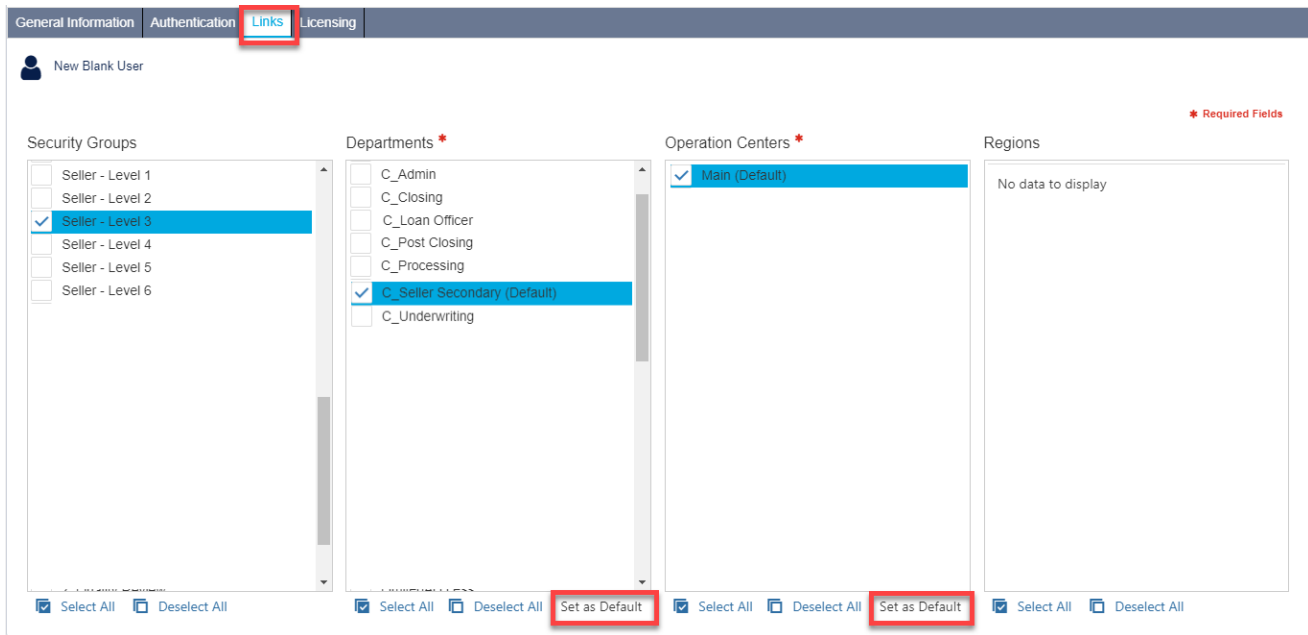 General Information Authentication Links Licensing
New Blank User
* Required Fields
Security Groups
Seller - Level 1
Seller - Level 2
Seller - Level 3
Seller - Level 4
Seller - Level 5
Seller - Level 6
Select All Deselect All
Departments *
C_Admin
C_Closing
C_Loan Officer
C_Post Closing
C_Processing
C_Seller Secondary (Default)
C_Underwriting
Select All Deselect All Set as Default
Operation Centers *
Main (Default)
Select All Deselect All Set as Default
Regions
No data to display
Select All Deselect All